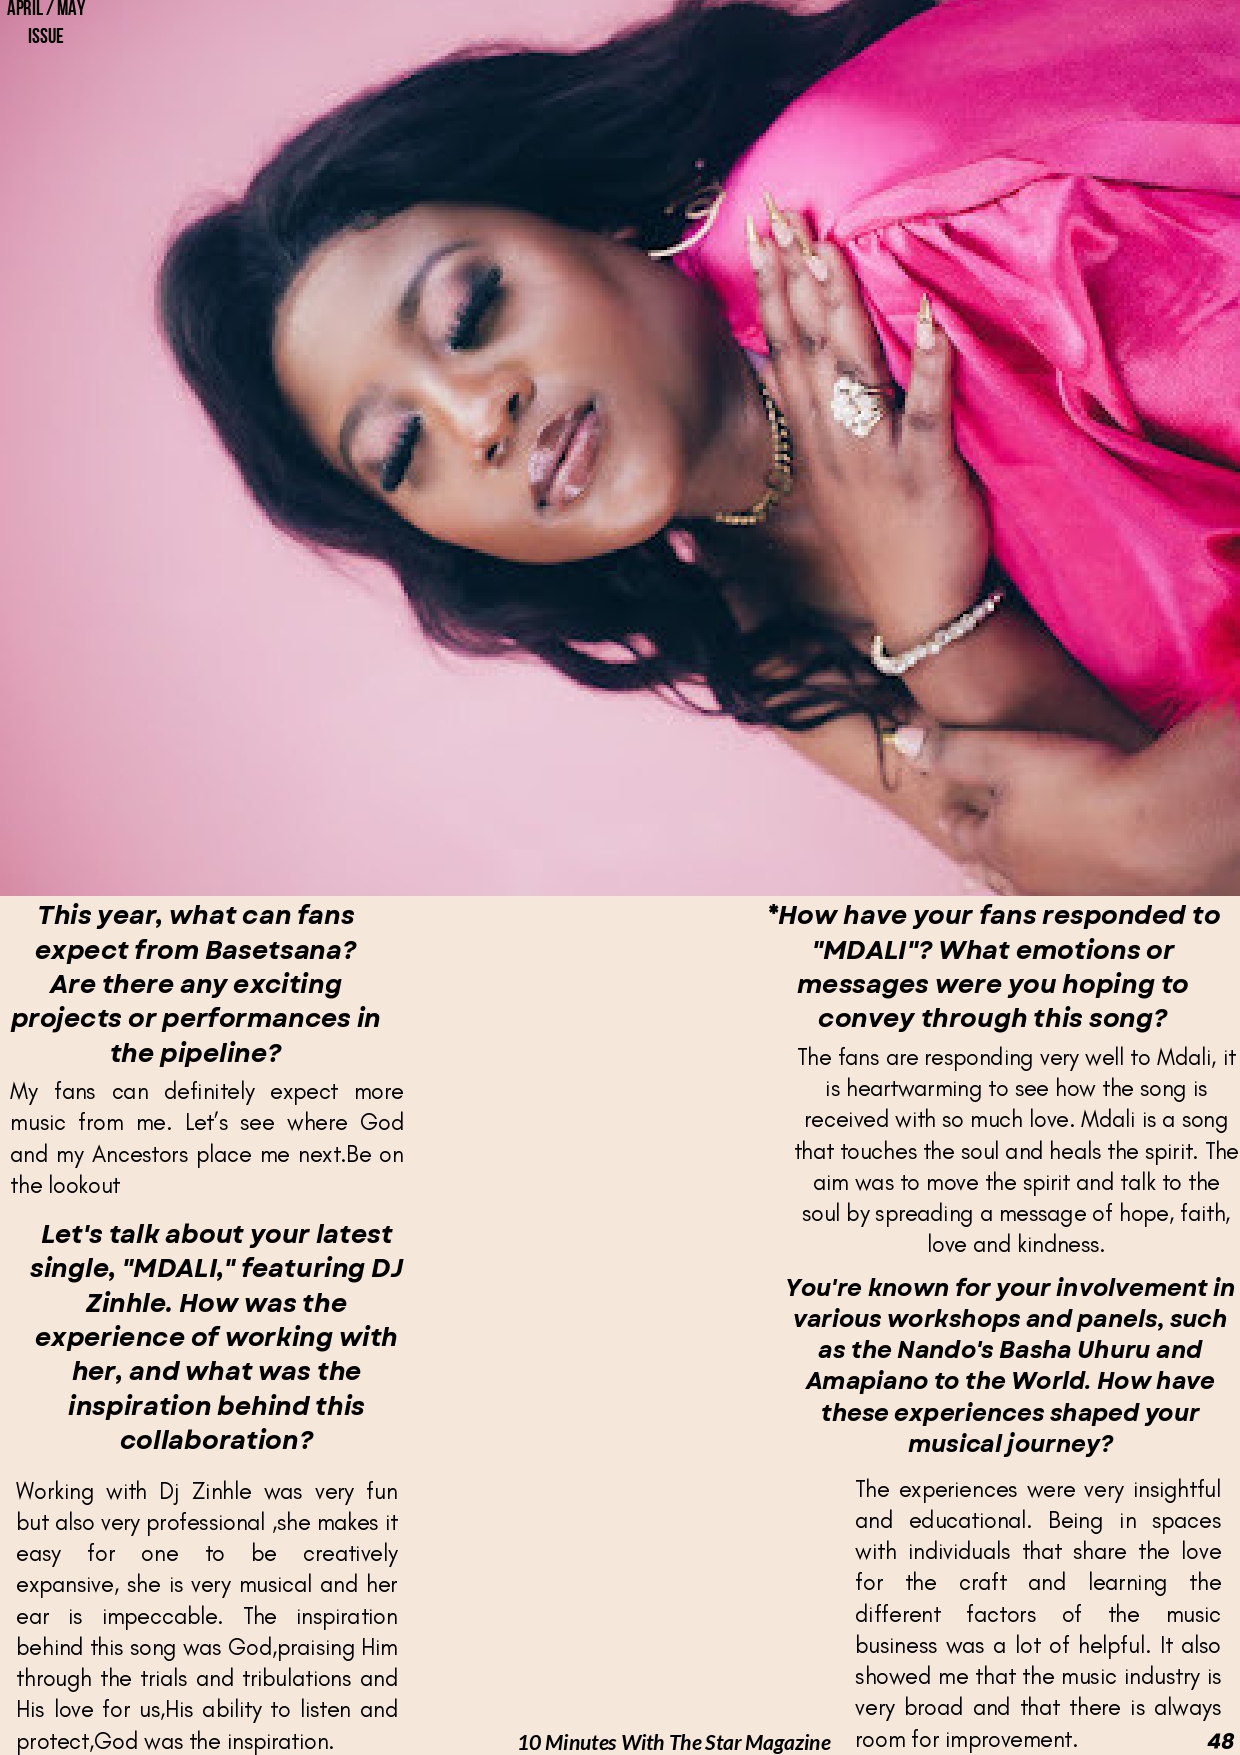 APRIL / MAY
ISSUE
This year, what can fans
expect from Basetsana?
Are there any exciting
projects or performances in
the pipeline?
My fans can definitely expect more
music from me. Let's see where God
and my Ancestors place me next.Be on
the lookout
Let's talk about your latest
single, "MDALI," featuring DJ
Zinhle. How was the
experience of working with
her, and what was the
inspiration behind this
collaboration?
Working with Dj Zinhle was very fun
but also very professional ,she makes it
easy for one to be creatively
expansive, she is very musical and her
ear is impeccable. The inspiration
behind this song was God,praising Him
through the trials and tribulations and
His love for us,His ability to listen and
protect,God was the inspiration.
*How have your fans responded to
"MDALI"? What emotions or
messages were you hoping to
convey through this song?
The fans are responding very well to Mdali, it
is heartwarming to see how the song is
received with so much love. Mdali is a song
that touches the soul and heals the spirit. The
aim was to move the spirit and talk to the
soul by spreading a message of hope, faith,
love and kindness.
You're known for your involvement in
various workshops and panels, such
as the Nando's Basha Uhuru and
Amapiano to the World. How have
these experiences shaped your
musical journey?
The experiences were very insightful
and educational. Being in spaces
with individuals that share the love
for the craft and learning the
different factors of the music
business was a lot of helpful. It also
showed me that the music industry is
very broad and that there is always
room for improvement.
10 Minutes With The Star Magazine
48